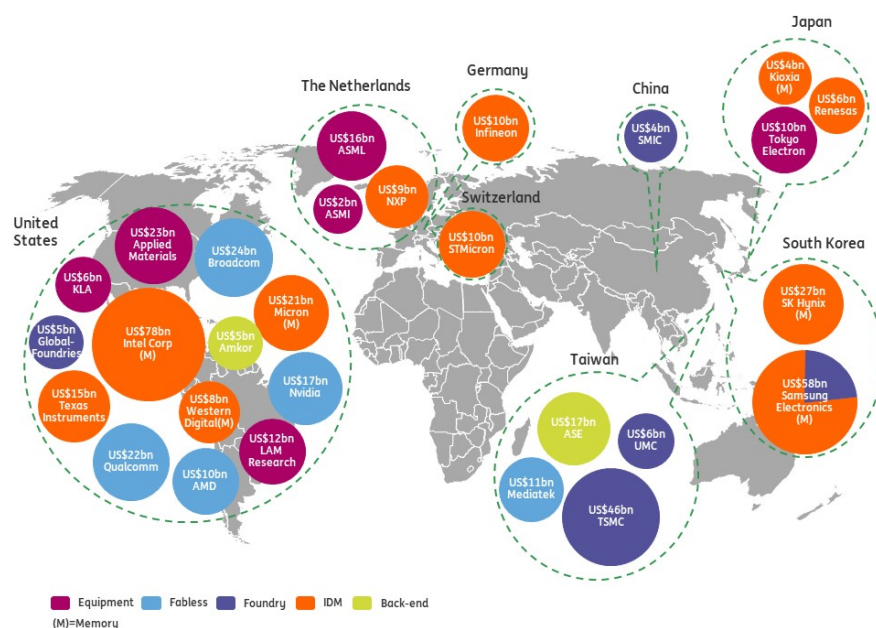 Japan
US$4bn
Kioxia
(M)
US$6bn
Renesas
US$10bn
Tokyo
Electron
Germany
US$10bn
Infineon
China
US$4bn
SMIC
The Netherlands
US$16bn
ASML
US$2bn
ASMI
US$9bn
NXP
Switzerland
US$10bn
STMicron
United
States
US$23bn
Applied
Materials
US$24bn
Broadcom
US$6bn
KLA
US$21bn
Micron
(M)
US$5bn
Global-
Foundries
US$78bn
Intel Corp
(M)
US$5bn
Amkor
US$17bn
Nvidia
US$15bn
Texas
Instruments
US$8bn
Western
Digital(M)
US$12bn
LAM
Research
US$22bn
Qualcomm
US$10bn
AMD
South Korea
US$27bn
SK Hynix
(M)
US$58bn
Samsung
Electronics
(M)
Taiwan
US$17bn
ASE
US$6bn
UMC
US$11bn
Mediatek
US$46bn
TSMC
Equipment
Fabless
Foundry
IDM
Back-end
(M)=Memory